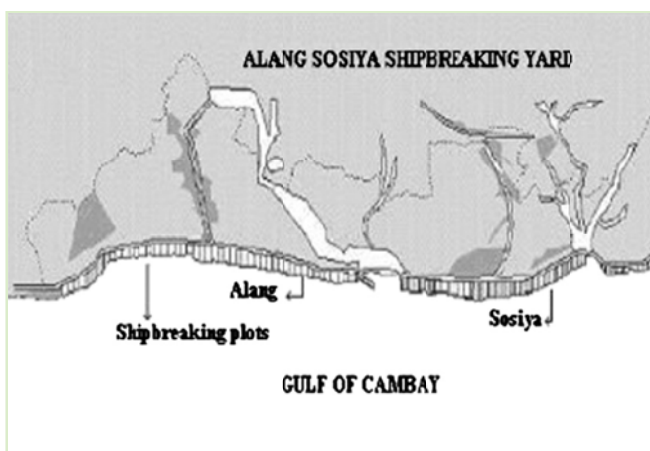 ALANG SOSIYA SHIPBREAKING YARD
Alang
Sosiya
Shipbreaking plots
GULF OF CAMBAY